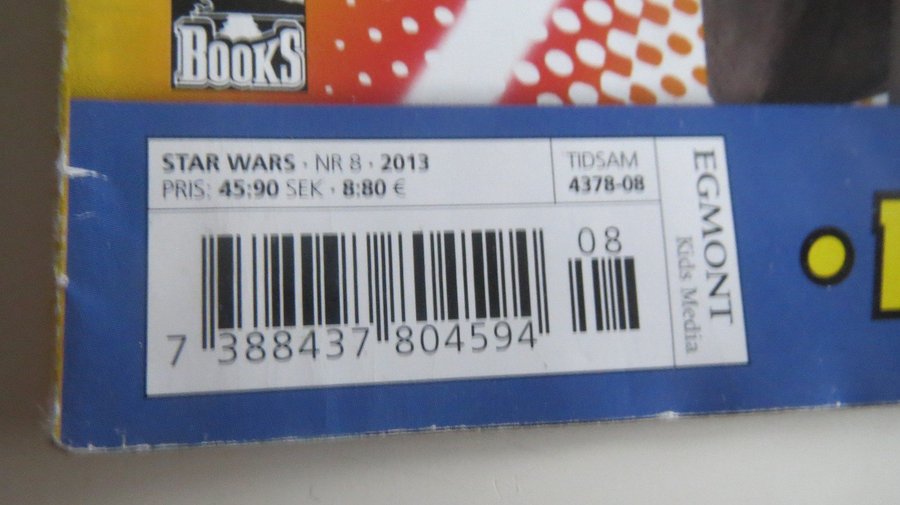 BOOKS
STAR WARS · NR 8 · 2013
PRIS: 45:90 SEK · 8:80 €
TIDSAM
4378-08
EGMONT
Kids Media
08
7 388437 804594